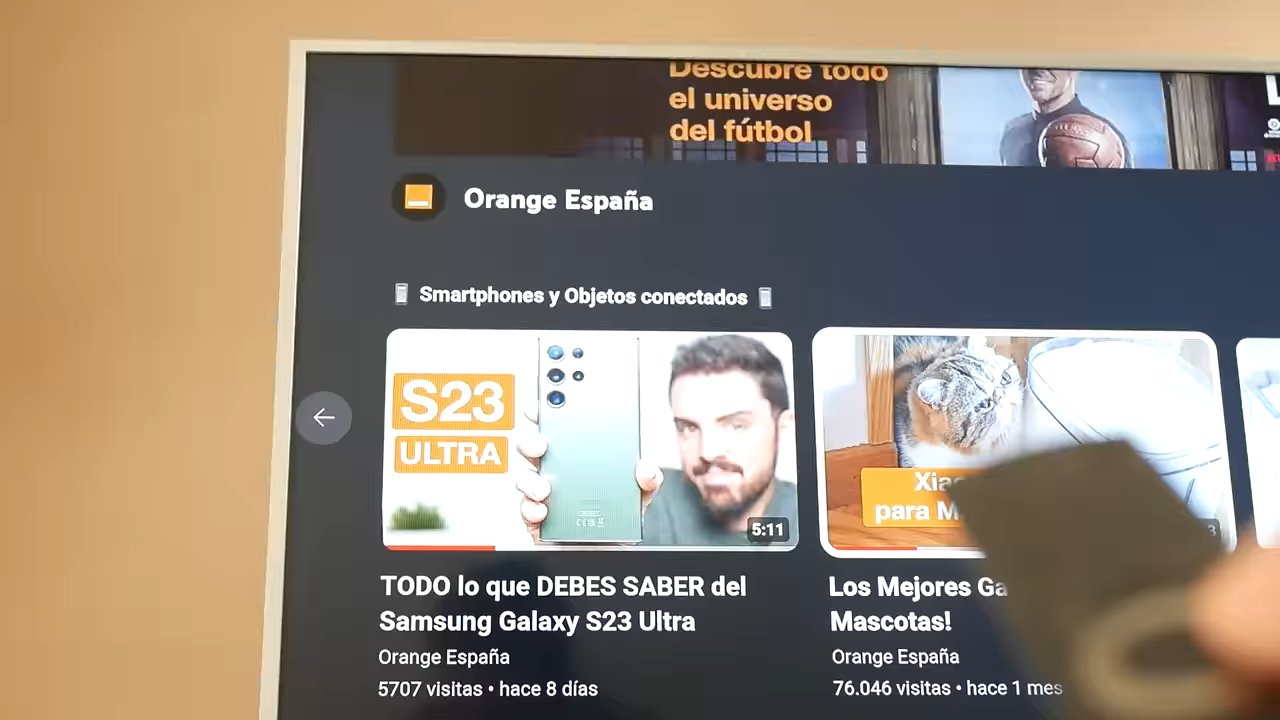 Descubre todo
el universo
del fútbol
Orange España
Smartphones y Objetos conectados
S23
ULTRA
5:11
para
TODO lo que DEBES SABER del
Samsung Galaxy S23 Ultra
Orange España
5707 visitas • hace 8 días
Los Mejores
Mascotas!
Orange España
76.046 visitas • hace 1 mes